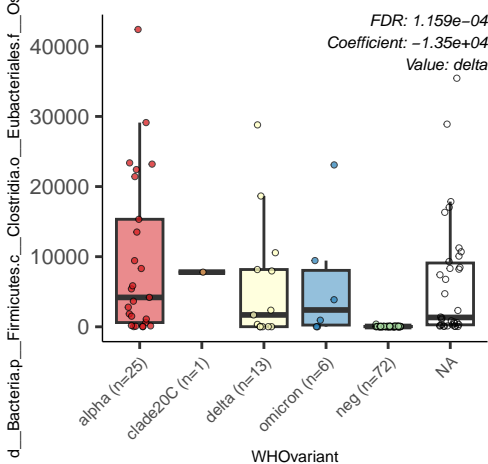 d__Bacteria.p__Firmicutes.c__Clostridia.o__Eubacteriales.f__Os
FDR: 1.159e−04
Coefficient: −1.35e+04
Value: delta
40000
30000
20000
10000
0
alpha (n=25)
clade20C (n=1)
delta (n=13)
omicron (n=6)
neg (n=72)
NA
WHOvariant